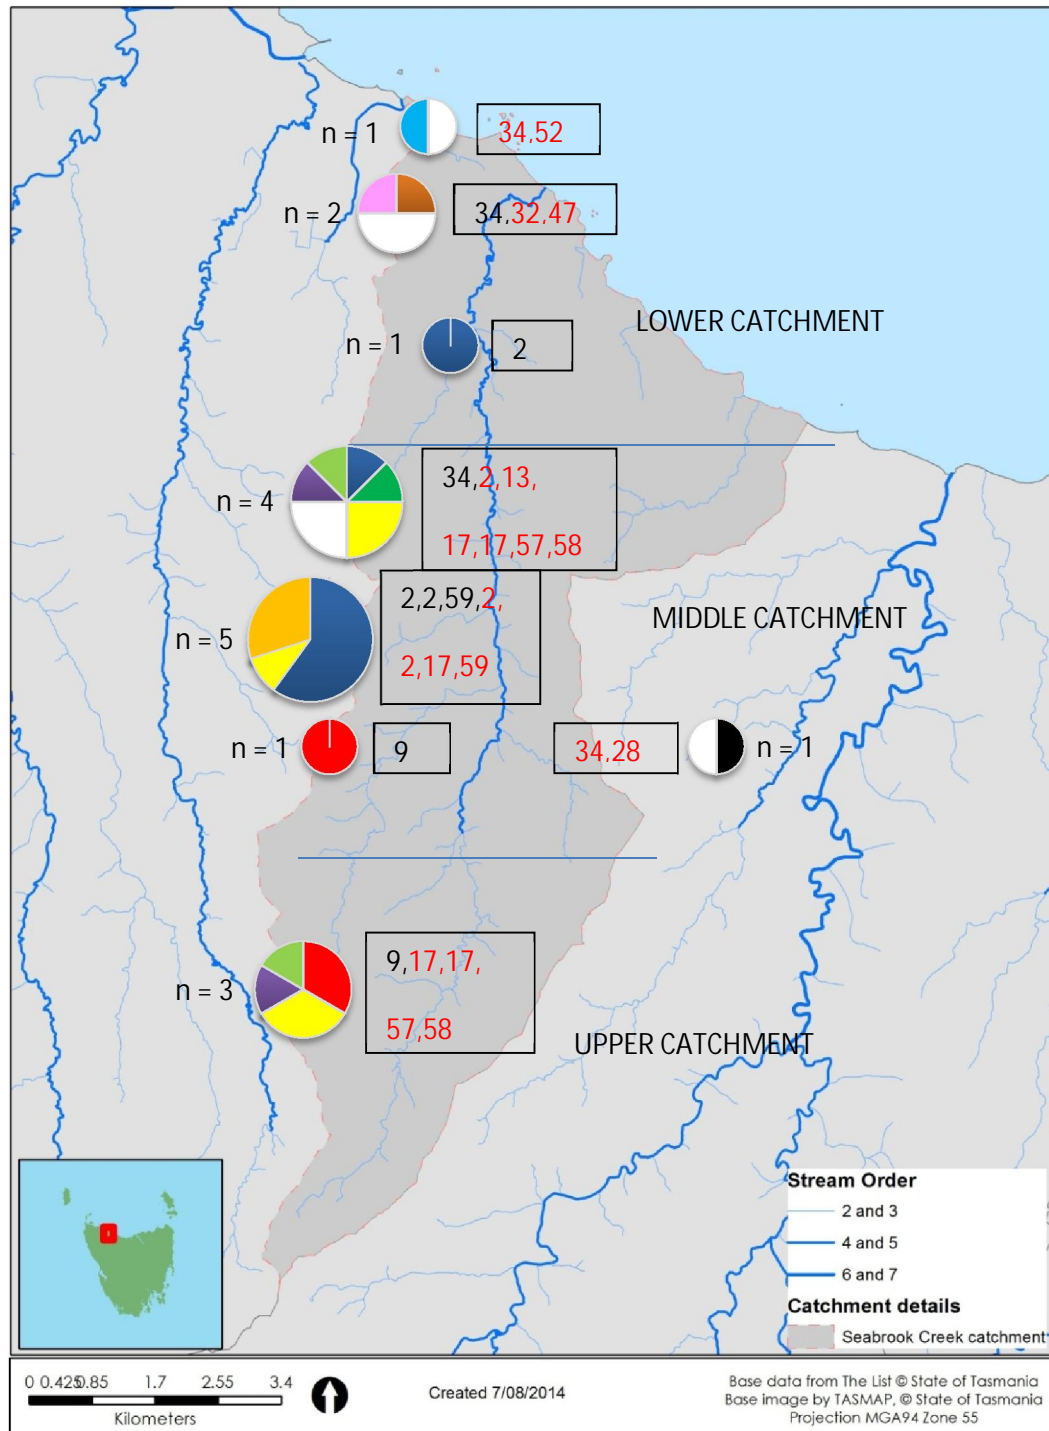 n = 1
34,52
n = 2
34,32,47
LOWER CATCHMENT
n = 1
2
n = 4
34,2,13,
17,17,57,58
n = 5
2,2,59,2,
2,17,59
MIDDLE CATCHMENT
n = 1
9
34,28
n = 1
n = 3
9,17,17,
57,58
UPPER CATCHMENT
Stream Order
2 and 3
4 and 5
6 and 7
Catchment details
Seabrook Creek catchment
0 0.425 0.85 1.7 2.55 3.4
Kilometers
Created 7/08/2014
Base data from The List © State of Tasmania
Base image by TASMAP, © State of Tasmania
Projection MGA94 Zone 55